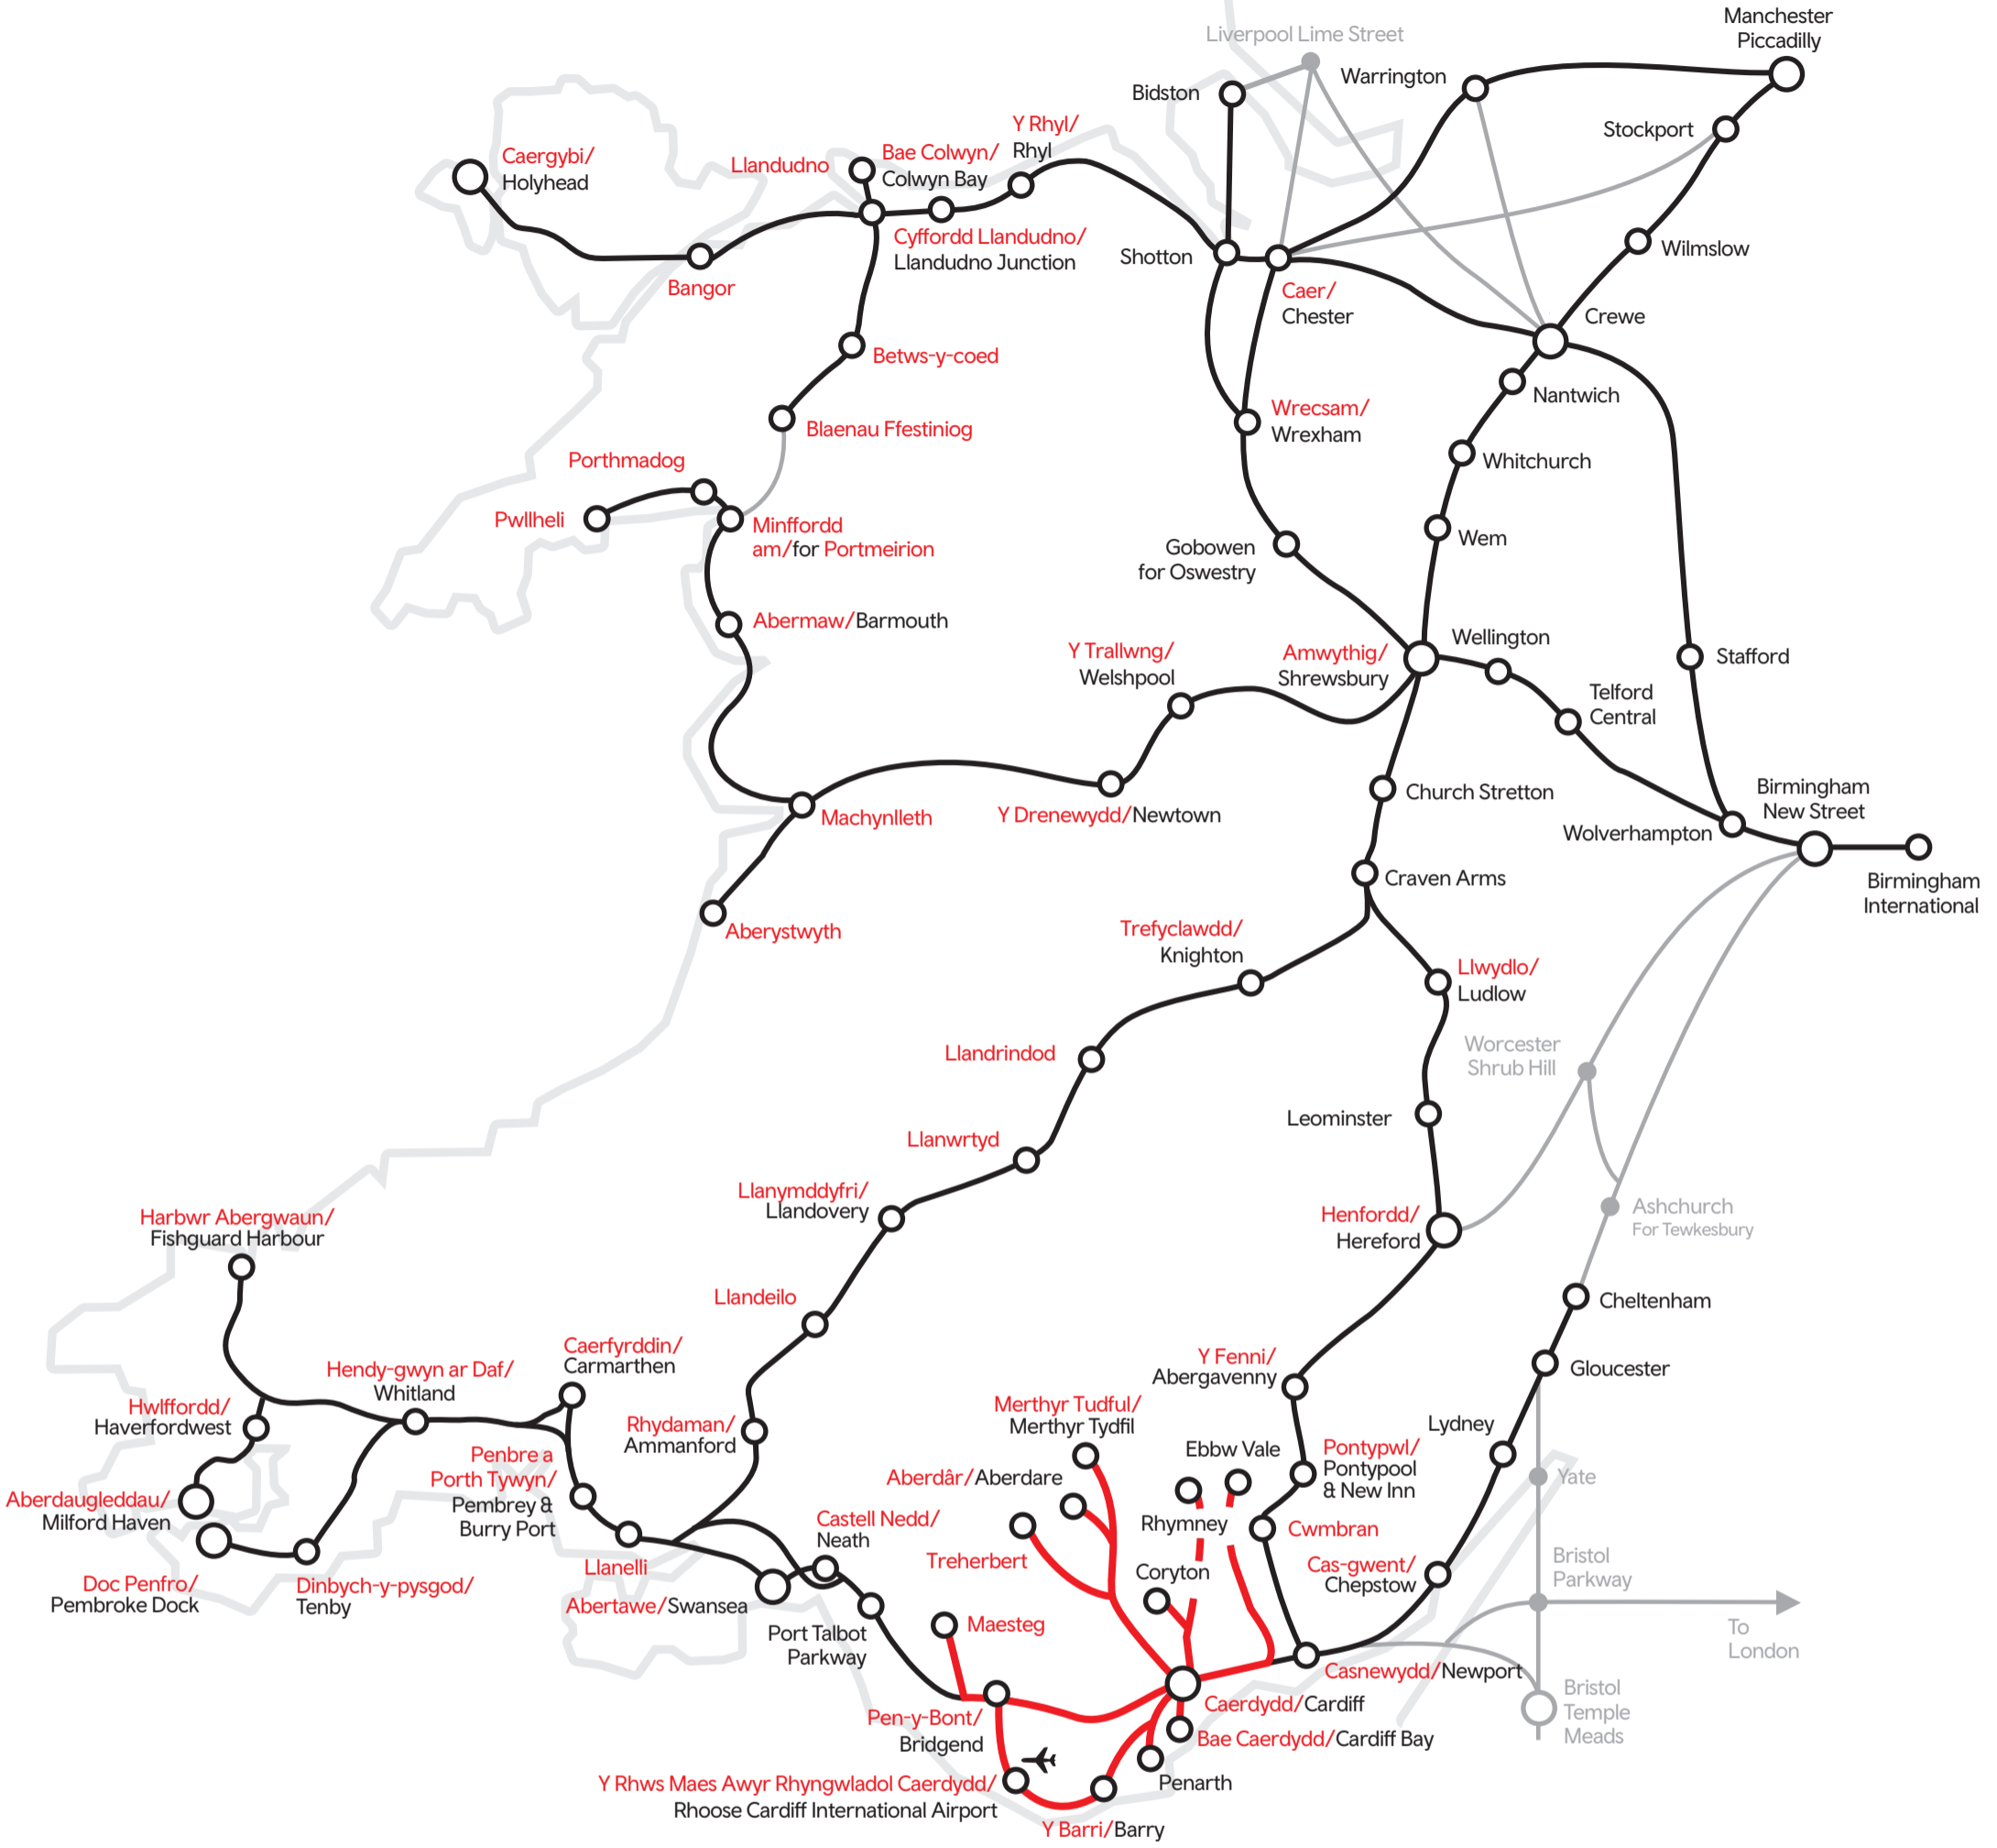 Manchester
Piccadilly
Liverpool Lime Street
Warrington
Bidston
Stockport
Y Rhyl/
Rhyl
Bae Colwyn/
Colwyn Bay
Llandudno
Caergybi/
Holyhead
Cyffordd Llandudno/
Llandudno Junction
Shotton
Wilmslow
Bangor
Caer/
Chester
Crewe
Betws-y-coed
Nantwich
Wrecsam/
Wrexham
Blaenau Ffestiniog
Whitchurch
Porthmadog
Pwllheli
Minffordd
am/for Portmeirion
Wem
Gobowen
for Oswestry
Abermaw/Barmouth
Wellington
Y Trallwng/
Welshpool
Amwythig/
Shrewsbury
Stafford
Telford
Central
Church Stretton
Birmingham
New Street
Y Drenewydd/Newtown
Machynlleth
Wolverhampton
Craven Arms
Birmingham
International
Aberystwyth
Trefyclawdd/
Knighton
Llwydlo/
Ludlow
Llandrindod
Worcester
Shrub Hill
Leominster
Llanwrtyd
Llanymddyfri/
Llandovery
Harbwr Abergwaun/
Fishguard Harbour
Henfordd/
Hereford
Ashchurch
For Tewkesbury
Llandeilo
Cheltenham
Caerfyrddin/
Carmarthen
Y Fenni/
Abergavenny
Gloucester
Hendy-gwyn ar Daf/
Whitland
Hwlffordd/
Haverfordwest
Merthyr Tudful/
Merthyr Tydfil
Rhydaman/
Ammanford
Lydney
Ebbw Vale
Pontypwl/
Pontypool
& New Inn
Penbre a
Porth Tywyn/
Pembrey &
Burry Port
Aberdâr/Aberdare
Yate
Aberdaugleddau/
Milford Haven
Castell Nedd/
Neath
Rhymney
Cwmbran
Treherbert
Llanelli
Coryton
Cas-gwent/
Chepstow
Bristol
Parkway
Doc Penfro/
Pembroke Dock
Dinbych-y-pysgod/
Tenby
Abertawe/Swansea
Maesteg
Port Talbot
Parkway
To
London
Casnewydd/Newport
Caerdydd/Cardiff
Bristol
Temple
Meads
Pen-y-Bont/
Bridgend
Bae Caerdydd/Cardiff Bay
Penarth
Y Rhws Maes Awyr Rhyngwladol Caerdydd/
Rhoose Cardiff International Airport
Y Barri/Barry